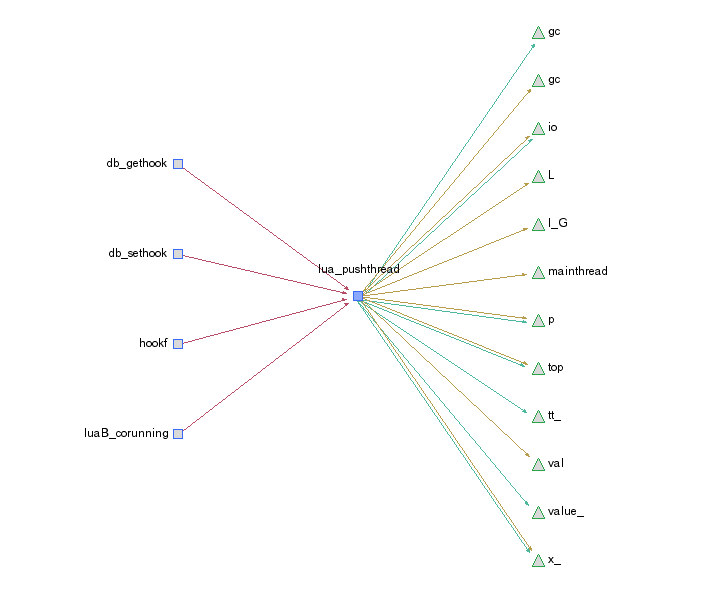 db_gethook
db_sethook
hookf
luaB_corunning
lua_pushthread
gc
gc
io
L
l_G
mainthread
p
top
tt_
val
value_
x_